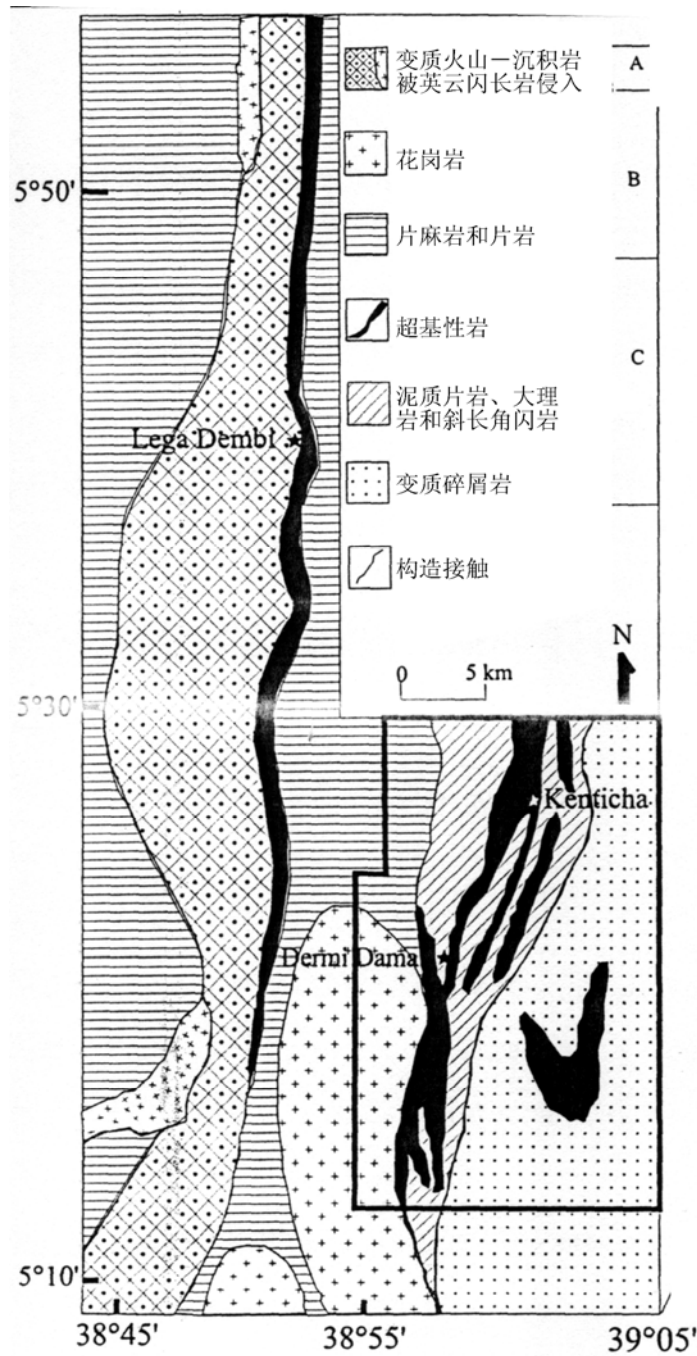 变质火山－沉积岩
被英云闪长岩侵入
花岗岩
片麻岩和片岩
超基性岩
泥质片岩、大理
岩和斜长角闪岩
变质碎屑岩
构造接触
A
B
C
N
0 5 km
5°50'
Lega Dembi
5°30'
Kenticha
Dermi Dama
5°10'
38°45' 38°55' 39°05'